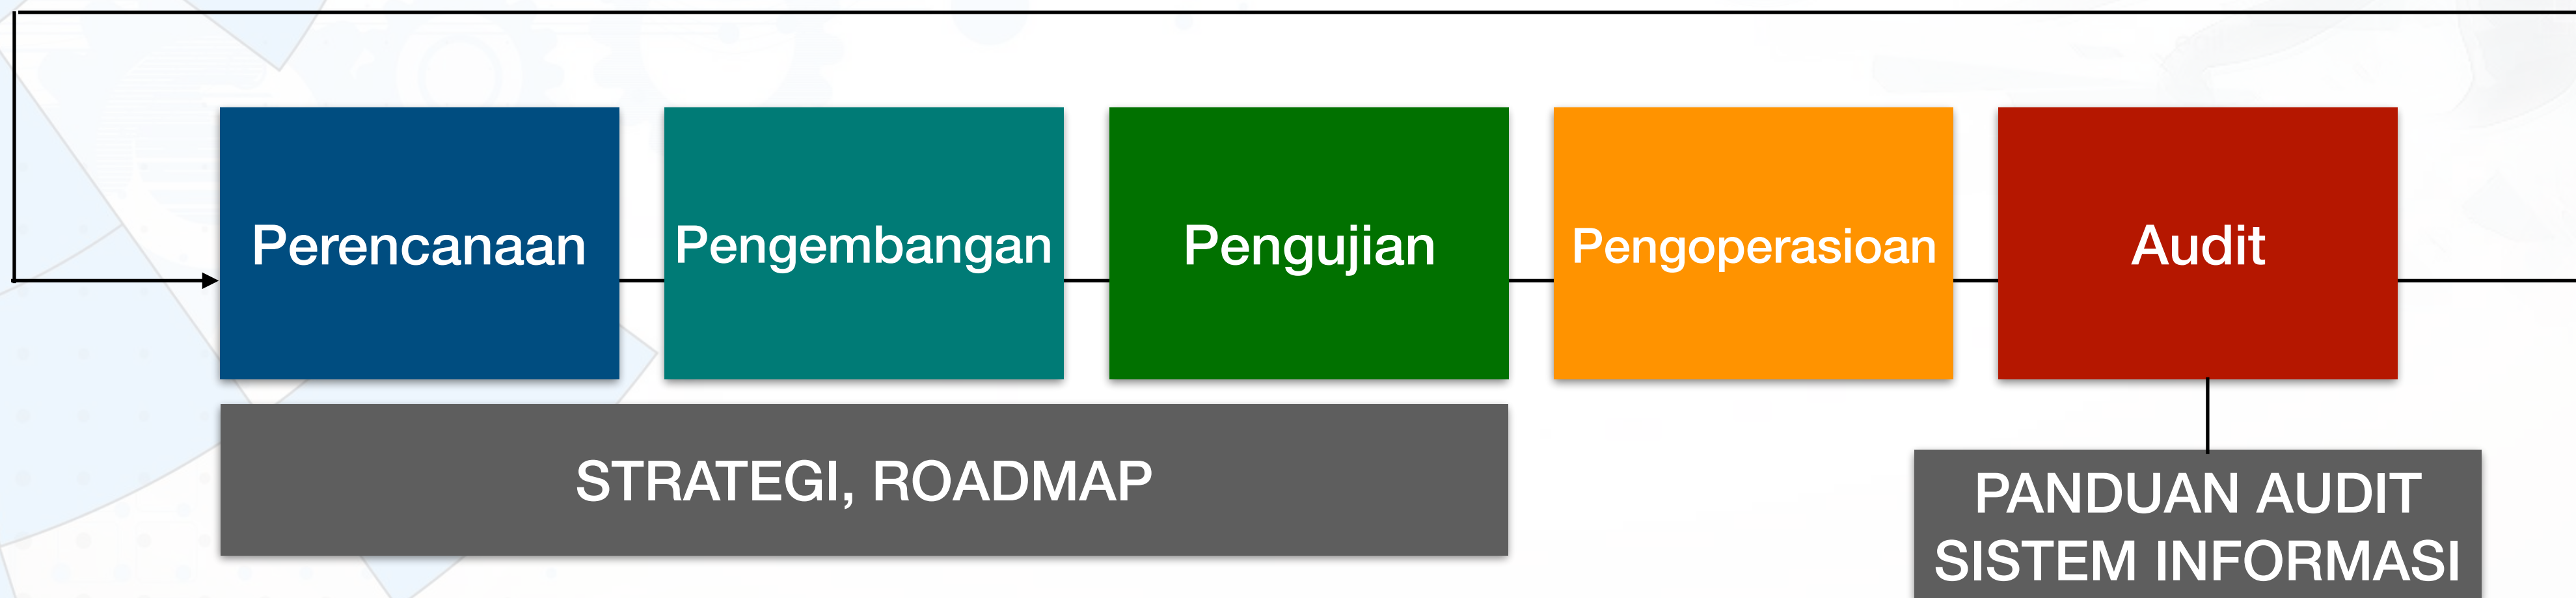 Perencanaan
Pengembangan
Pengujian
Pengoperasioan
Audit
STRATEGI, ROADMAP
PANDUAN AUDIT
SISTEM INFORMASI